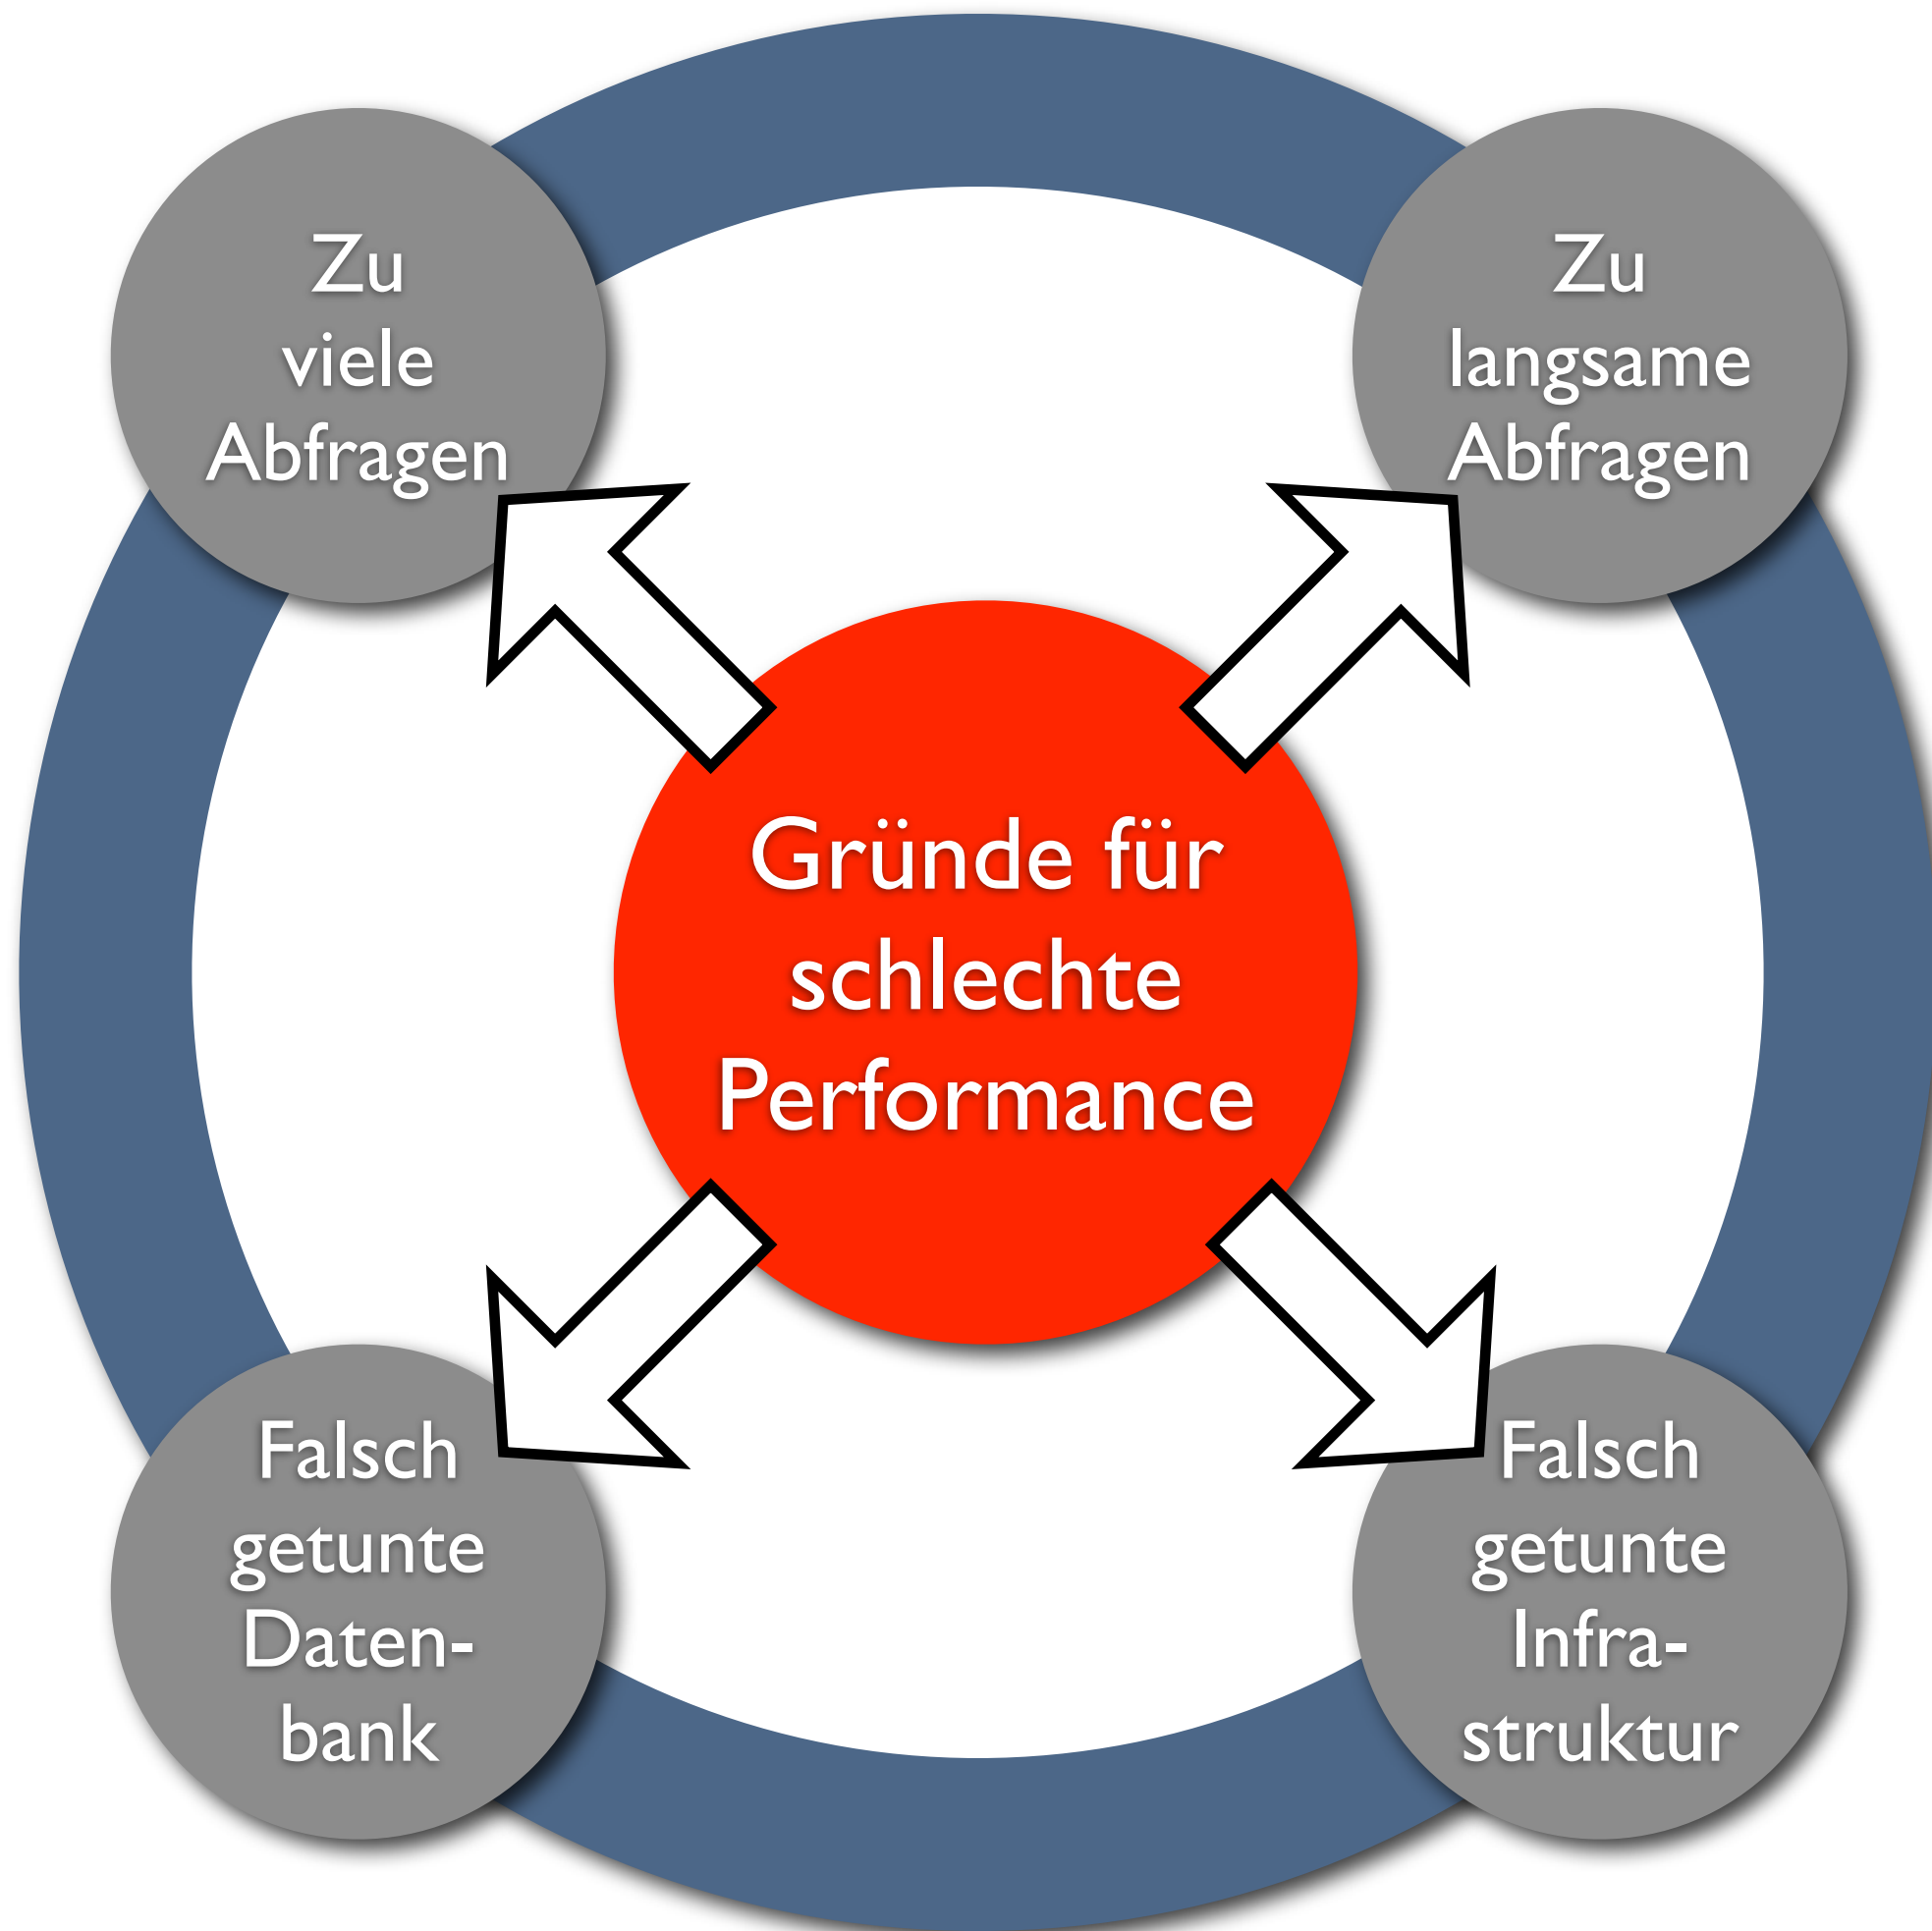 Zu
viele
Abfragen
Zu
langsame
Abfragen
Gründe für
schlechte
Performance
Falsch
getunte
Daten-
bank
Falsch
getunte
Infra-
struktur